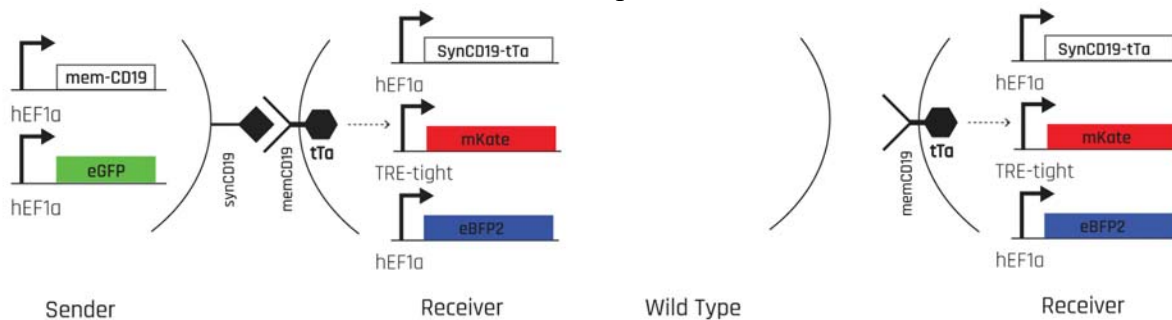 mem-CD19
hEF1a
eGFP
hEF1a
synCD19
memCD19
tTa
SynCD19-tTa
hEF1a
mKate
TRE-tight
eBFP2
hEF1a
memCD19
tTa
SynCD19-tTa
hEF1a
mKate
TRE-tight
eBFP2
hEF1a
Sender
Receiver
Wild Type
Receiver